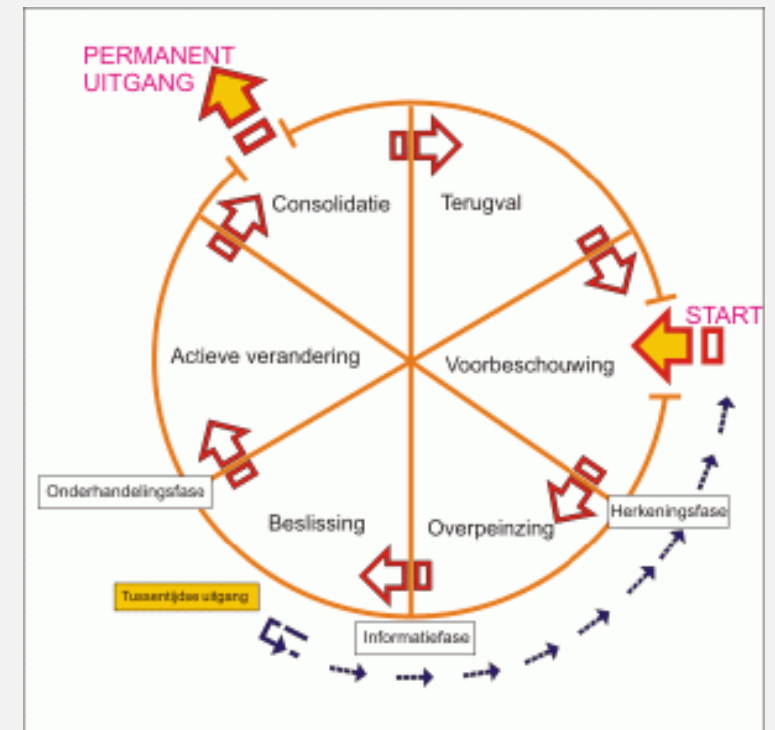 PERMANENT
UITGANG
Consolidatie
Terugval
START
Actieve verandering
Voorbeschouwing
Onderhandelingsfase
Herkeningsfase
Beslissing
Overpeinzing
Tussentijdse uitgang
Informatiefase